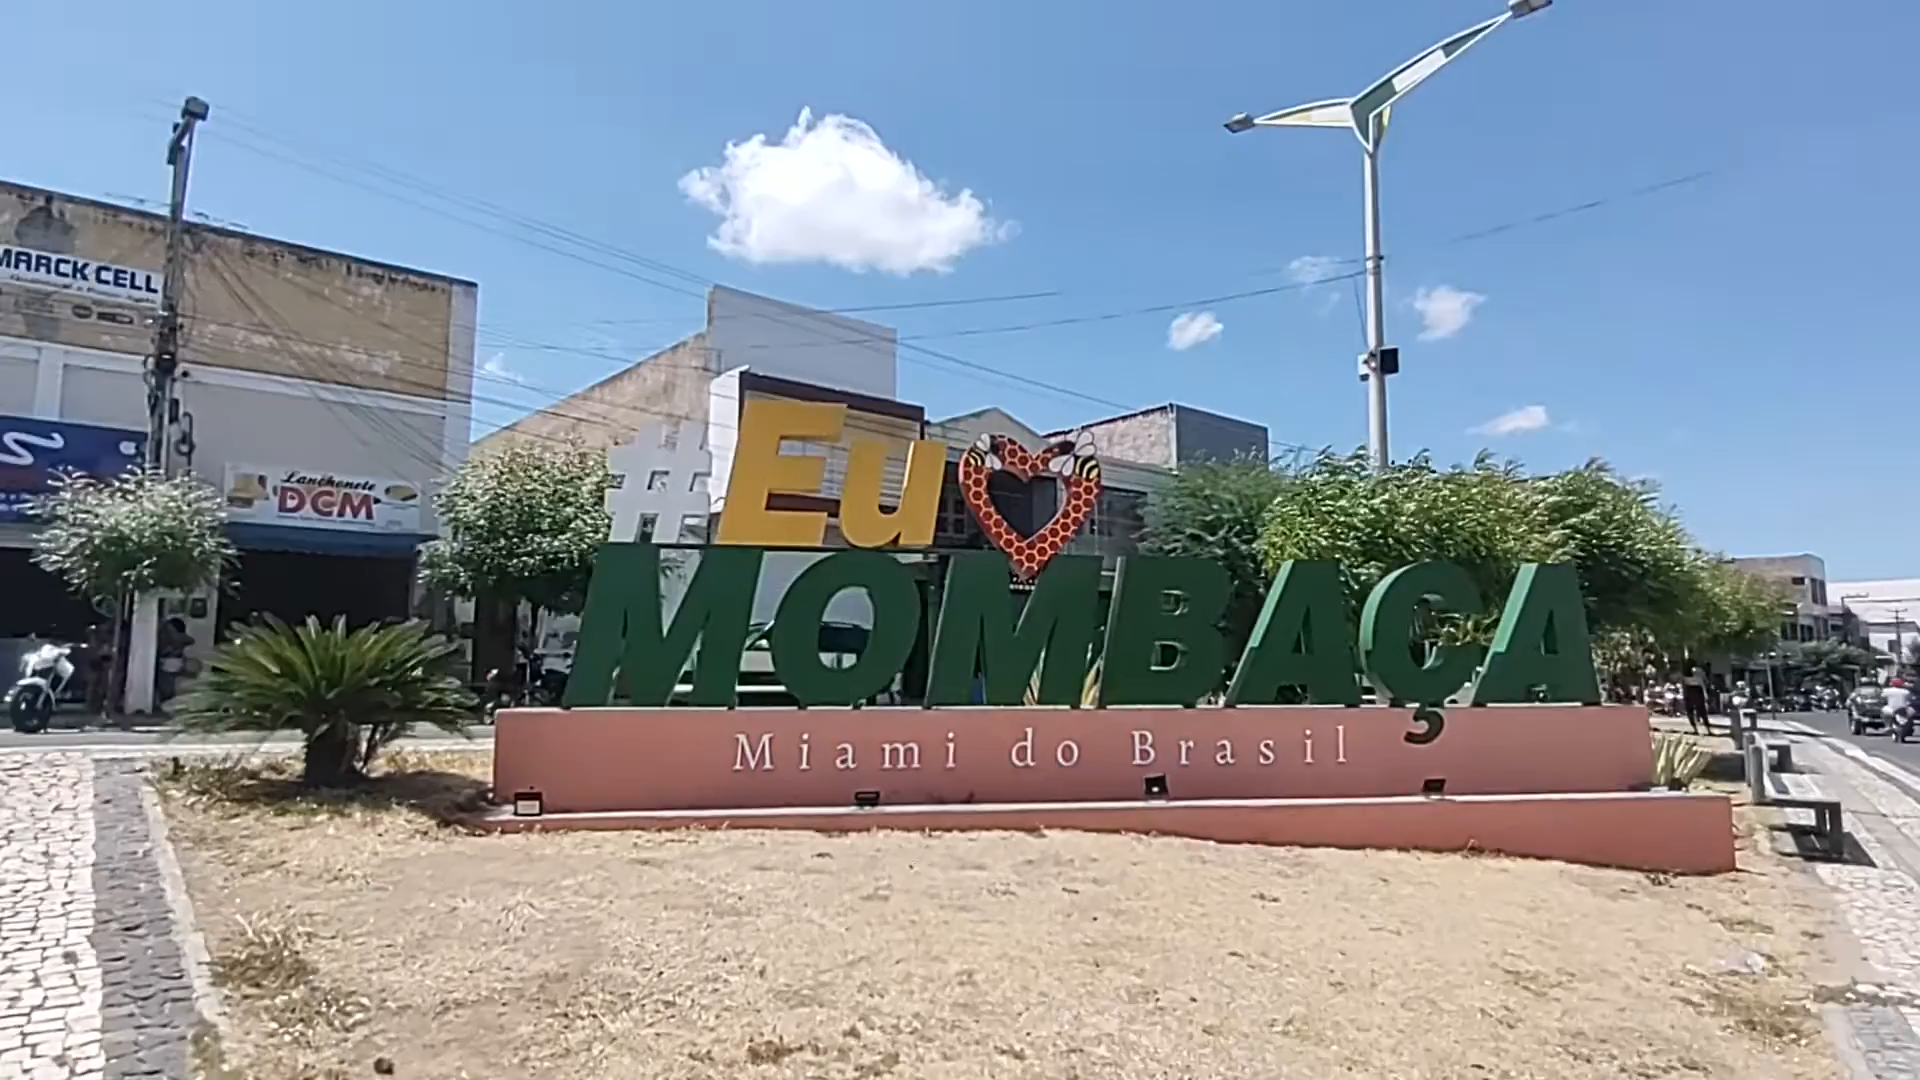 MARCK CELL
Lanchonete
DCM
#Eu
MOMBAÇA
Miami do Brasil